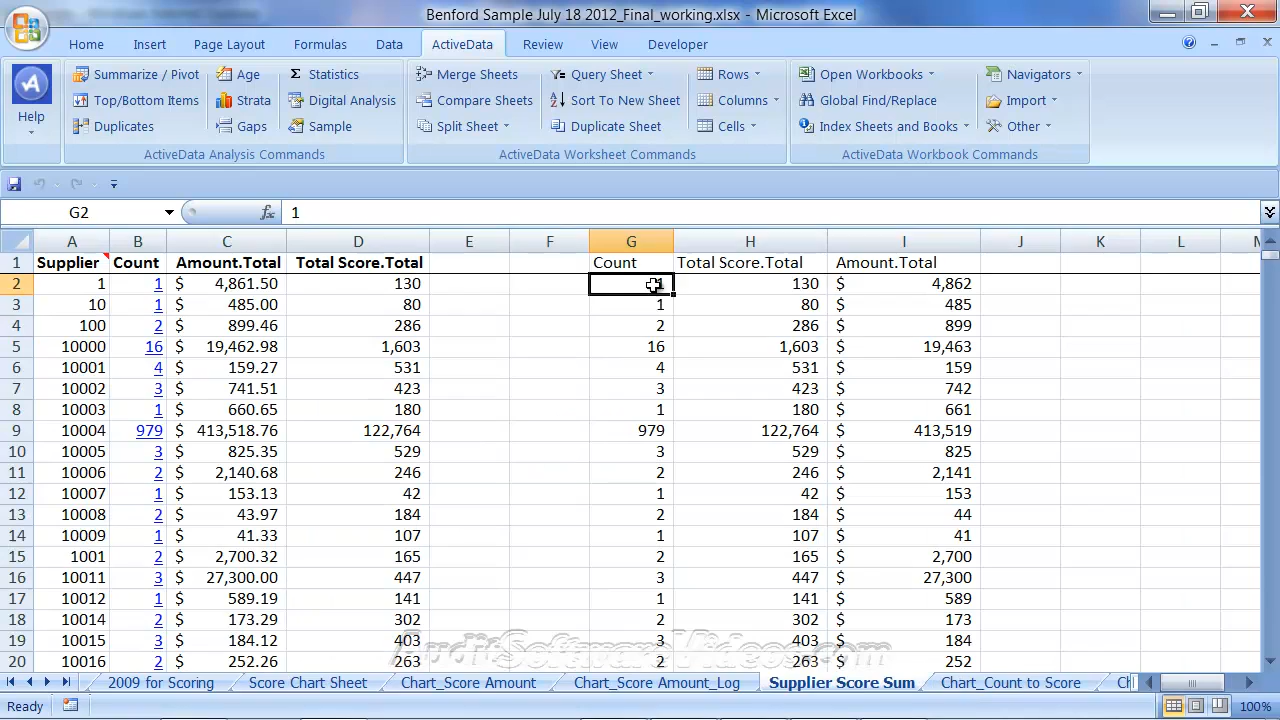 Benford Sample July 18 2012_Final_working.xls - Microsoft Excel
Home Insert Page Layout Formulas Data ActiveData Review View Developer
Summarize / Pivot Age Σ Statistics Merge Sheets Query Sheet Rows Open Workbooks Navigators
Top/Bottom Items Strata Digital Analysis Compare Sheets Sort To New Sheet Columns Global Find/Replace Import
Help Duplicates Gaps Sample Split Sheet Duplicate Sheet Cells Index Sheets and Books Other
ActiveData Analysis Commands ActiveData Worksheet Commands ActiveData Workbook Commands
G2 fx 1
A B C D E F G H I J K L M
1 Supplier Count Amount.Total Total Score.Total Count Total Score.Total Amount.Total
2 1 1 $ 4,861.50 130 1 130 $ 4,862
3 10 1 $ 485.00 80 1 80 $ 485
4 100 2 $ 899.46 286 2 286 $ 899
5 10000 16 $ 19,462.98 1,603 16 1,603 $ 19,463
6 10001 4 $ 159.27 531 4 531 $ 159
7 10002 3 $ 741.51 423 3 423 $ 742
8 10003 1 $ 660.65 180 1 180 $ 661
9 10004 979 $ 413,518.76 122,764 979 122,764 $ 413,519
10 10005 3 $ 825.35 529 3 529 $ 825
11 10006 2 $ 2,140.68 246 2 246 $ 2,141
12 10007 1 $ 153.13 42 1 42 $ 153
13 10008 2 $ 43.97 184 2 184 $ 44
14 10009 1 $ 41.33 107 1 107 $ 41
15 1001 2 $ 2,700.32 165 2 165 $ 2,700
16 10011 3 $ 27,300.00 447 3 447 $ 27,300
17 10012 1 $ 589.19 141 1 141 $ 589
18 10014 2 $ 173.29 302 2 302 $ 173
19 10015 3 $ 184.12 403 3 403 $ 184
AuditSoftwareVideos.com
20 10016 2 $ 252.26 263 2 263 $ 252
2009 for Scoring Score Chart Sheet Chart_Score Amount Chart_Score Amount_Log Supplier Score Sum Chart_Count to Score
Ready 100%